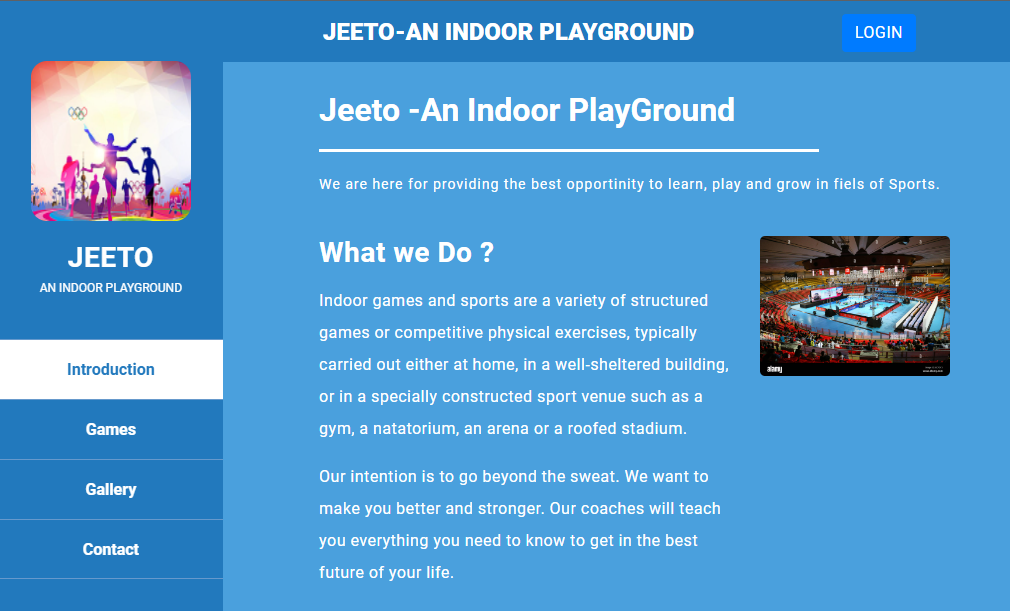 JEETO-AN INDOOR PLAYGROUND
LOGIN
JEETO
AN INDOOR PLAYGROUND
Introduction
Games
Gallery
Contact
Jeeto -An Indoor PlayGround
We are here for providing the best opportinity to learn, play and grow in fiels of Sports.
What we Do ?
Indoor games and sports are a variety of structured
games or competitive physical exercises, typically
carried out either at home, in a well-sheltered building,
or in a specially constructed sport venue such as a
gym, a natatorium, an arena or a roofed stadium.
Our intention is to go beyond the sweat. We want to
make you better and stronger. Our coaches will teach
you everything you need to know to get in the best
future of your life.
alamy